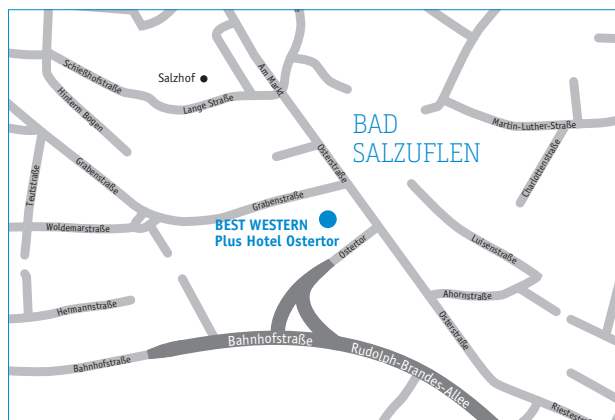 Schießhofstraße
Salzhof
Am Markt
Hinterm Bogen
Lange Straße
BAD
SALZUFLEN
Martin-Luther-Straße
Osterstraße
Charlottenstraße
Teutstraße
Grabenstraße
Grabenstraße
Woldemarstraße
BEST WESTERN
Plus Hotel Ostertor
Ostertor
Luisenstraße
Ahornstraße
Hermannstraße
Osterstraße
Bahnhofstraße
Rudolph-Brandes-Allee
Bahnhofstraße
Riestestr